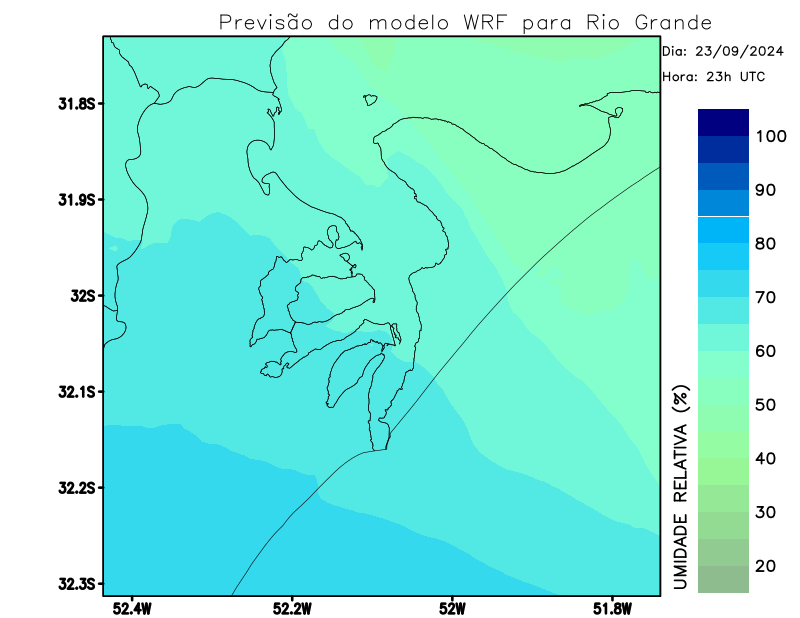 Previsão do modelo WRF para Rio Grande
Dia: 23/09/2024
Hora: 23h UTC
31.8S
31.9S
32S
32.1S
32.2S
32.3S
52.4W
52.2W
52W
51.8W
100
90
80
70
60
50
40
30
20
UMIDADE RELATIVA (%)